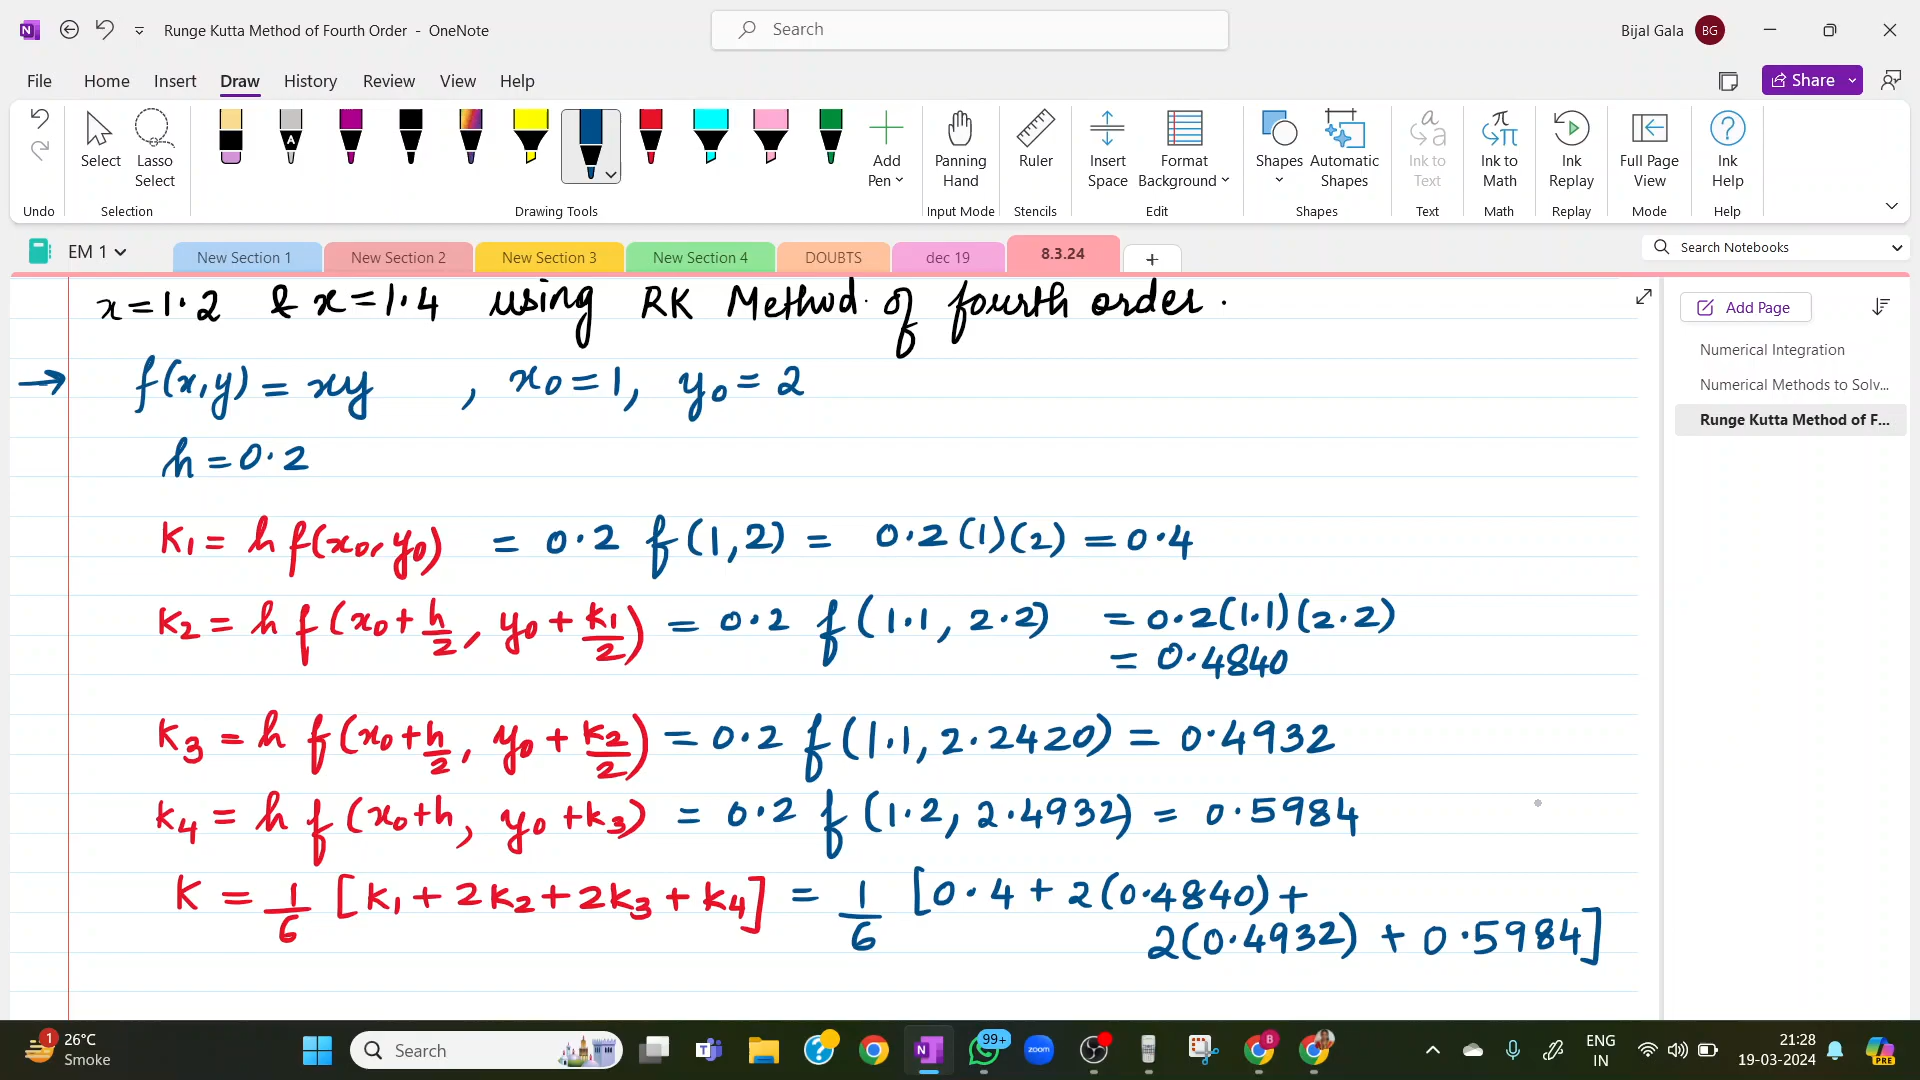 Runge Kutta Method of Fourth Order - OneNote
Search
Bijal Gala BG
File Home Insert Draw History Review View Help
Share
Select
Lasso Select
Add Pen
Panning Hand
Ruler
Insert Space
Format Background
Shapes
Automatic Shapes
Ink to Text
Ink to Math
Ink Replay
Full Page View
Ink Help
Undo Selection Drawing Tools Input Mode Stencils Edit Shapes Text Math Replay Mode Help
EM 1
New Section 1 New Section 2 New Section 3 New Section 4 DOUBTS dec 19 8.3.24 +
Search Notebooks
Add Page
Numerical Integration
Numerical Methods to Solv...
Runge Kutta Method of F...
x=1.2 & x=1.4 using RK Method of fourth order.
→ f(x,y) = xy , x0=1, y0=2
h=0.2
K1 = h f(x0,y0) = 0.2 f(1,2) = 0.2(1)(2) = 0.4
K2 = h f(x0+h/2, y0+k1/2) = 0.2 f(1.1, 2.2) = 0.2(1.1)(2.2)
= 0.4840
K3 = h f(x0+h/2, y0+k2/2) = 0.2 f(1.1, 2.2420) = 0.4932
K4 = h f(x0+h, y0+k3) = 0.2 f(1.2, 2.4932) = 0.5984
K = 1/6 [k1+2k2+2k3+k4] = 1/6 [0.4+2(0.4840)+
2(0.4932) + 0.5984]
1
26°C
Smoke
Search
99+
zoom
B
ENG
IN
21:28
19-03-2024
PRE